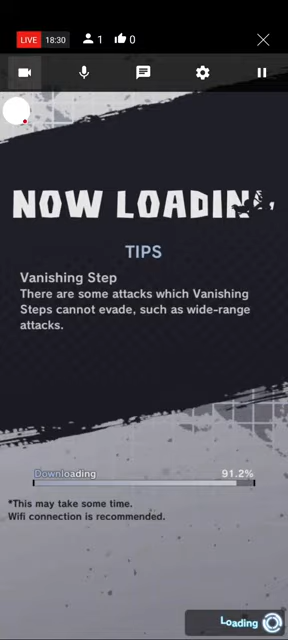 LIVE 18:30 1 0
NOW LOADING
TIPS
Vanishing Step
There are some attacks which Vanishing
Steps cannot evade, such as wide-range
attacks.
Downloading 91.2%
*This may take some time.
Wifi connection is recommended.
Loading